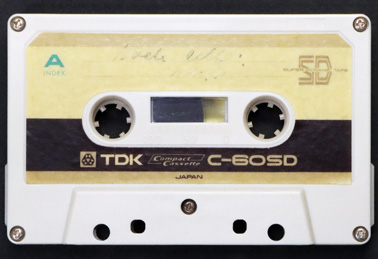 A
INDEX
SD
TDK Compact Cassette C-60SD
JAPAN